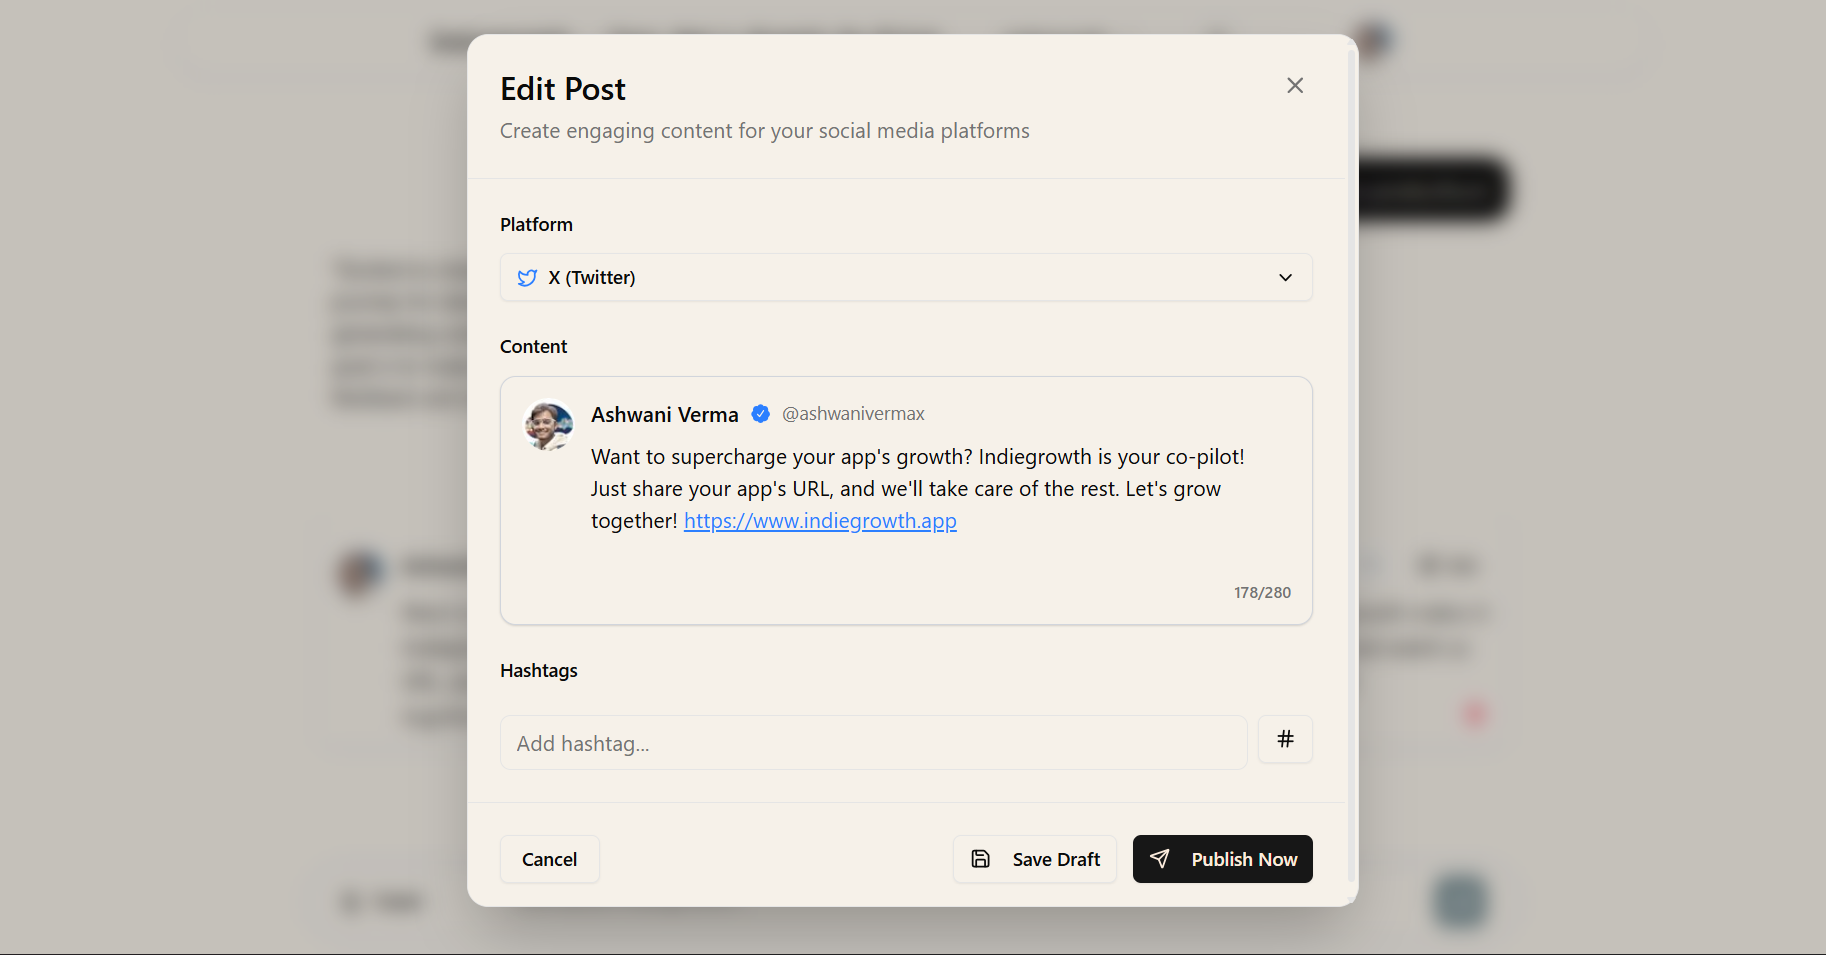 Edit Post
Create engaging content for your social media platforms
Platform
X (Twitter)
Content
Ashwani Verma @ashwanivermax
Want to supercharge your app's growth? Indiegrowth is your co-pilot!
Just share your app's URL, and we'll take care of the rest. Let's grow
together! https://www.indiegrowth.app
178/280
Hashtags
Add hashtag...
#
Cancel
Save Draft
Publish Now